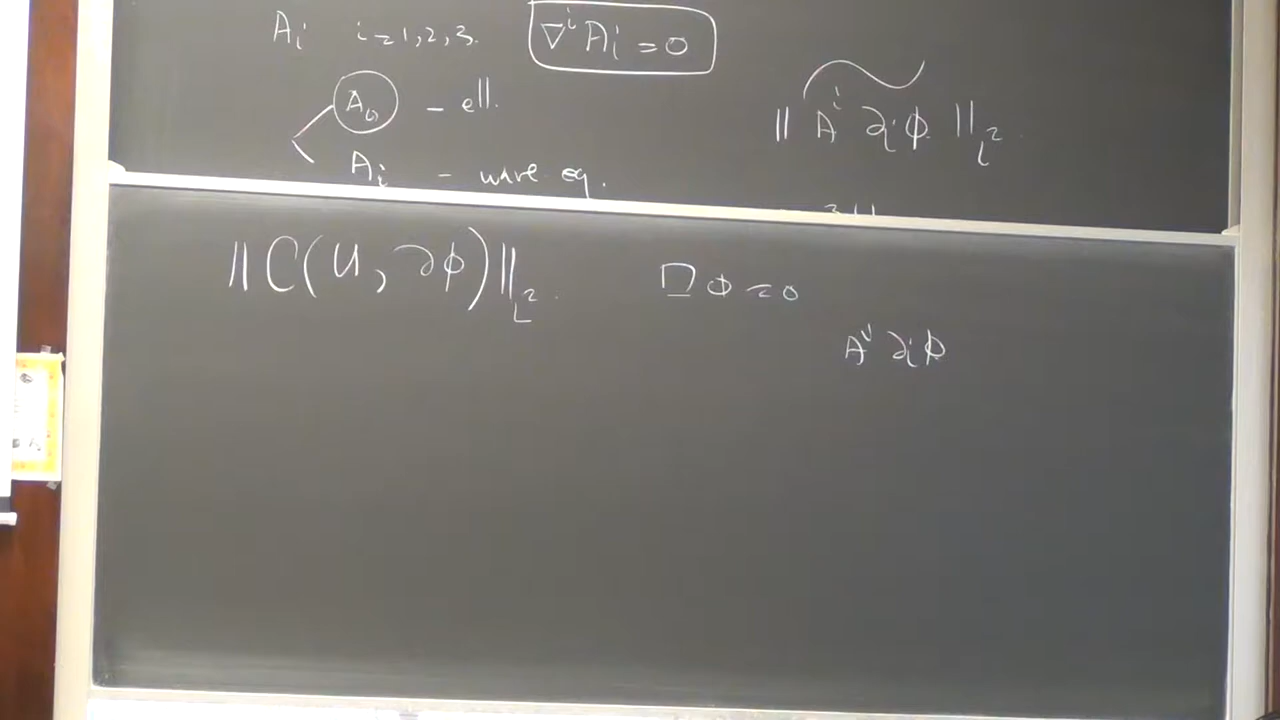 A_i i=1,2,3. ∇^i A_i = 0
A_0 – ell.
‖ A^i ∂_i φ ‖_{L^2}
A_i – wave eq.
‖ C(U, ∂φ) ‖_{L^2}. □ φ = 0
A^i ∂_i φ